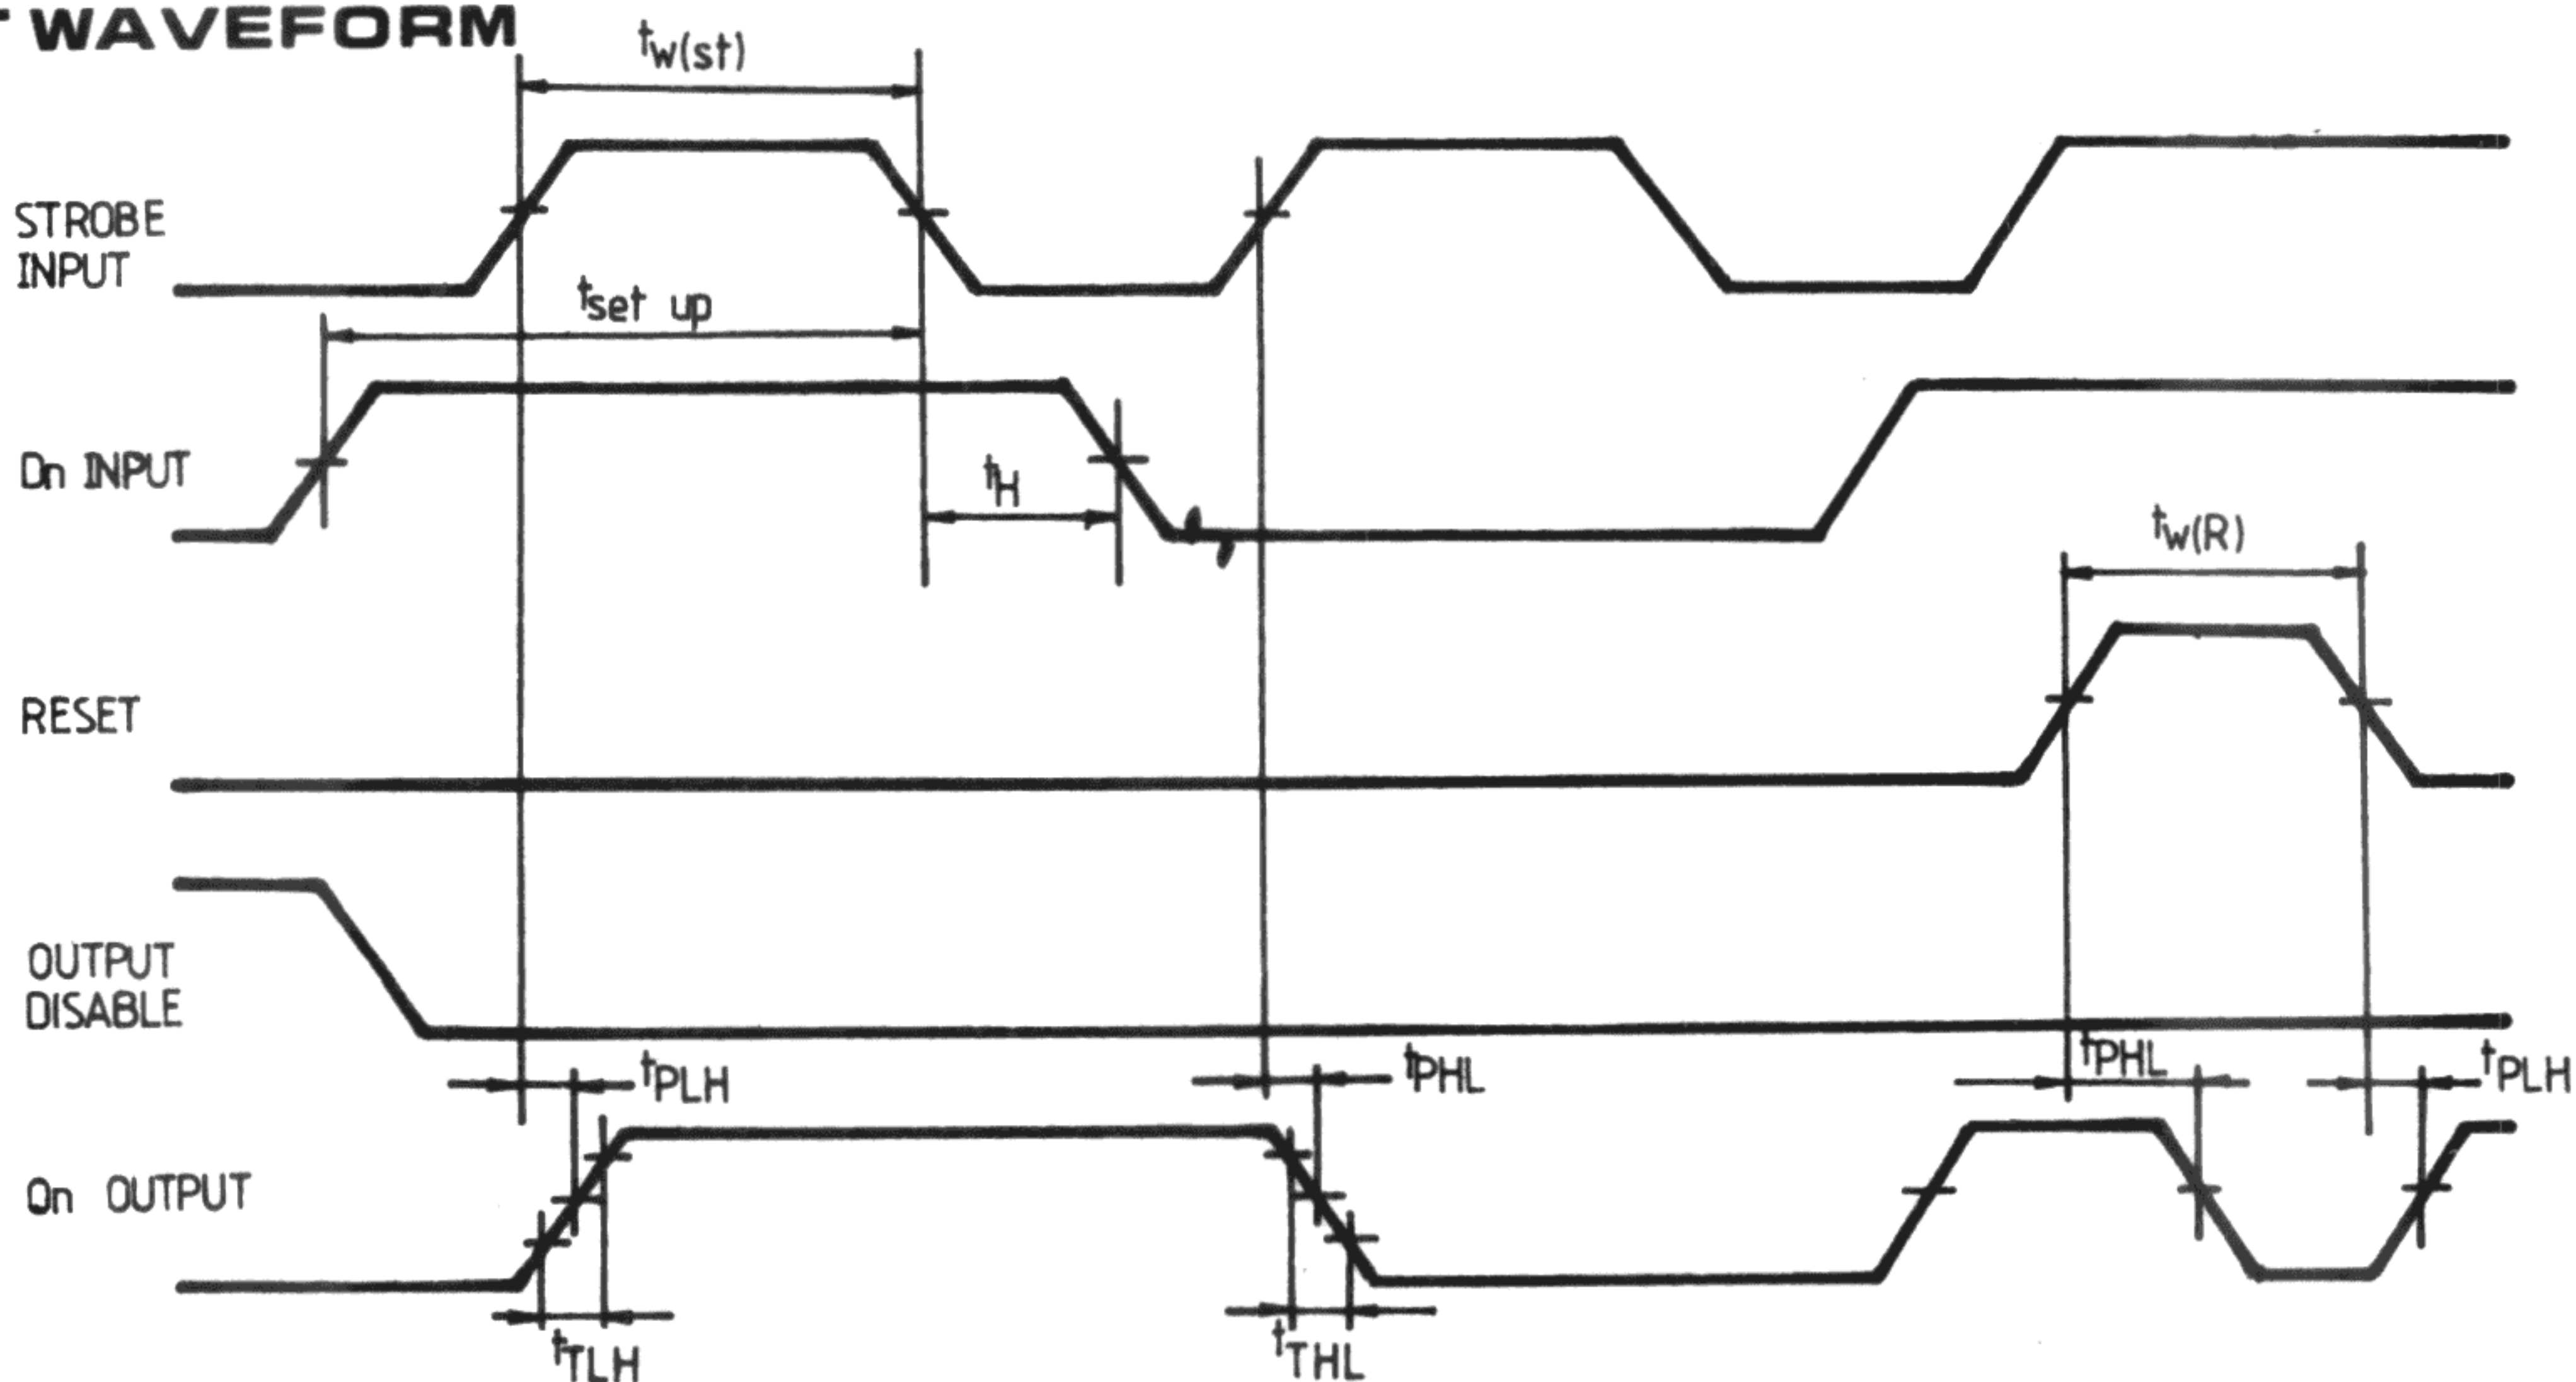 WAVEFORM
tw(st)
STROBE
INPUT
tset up
Dn INPUT
tH
tw(R)
RESET
OUTPUT
DISABLE
tPLH
tPHL
tPHL
tPLH
Qn OUTPUT
tTLH
tTHL